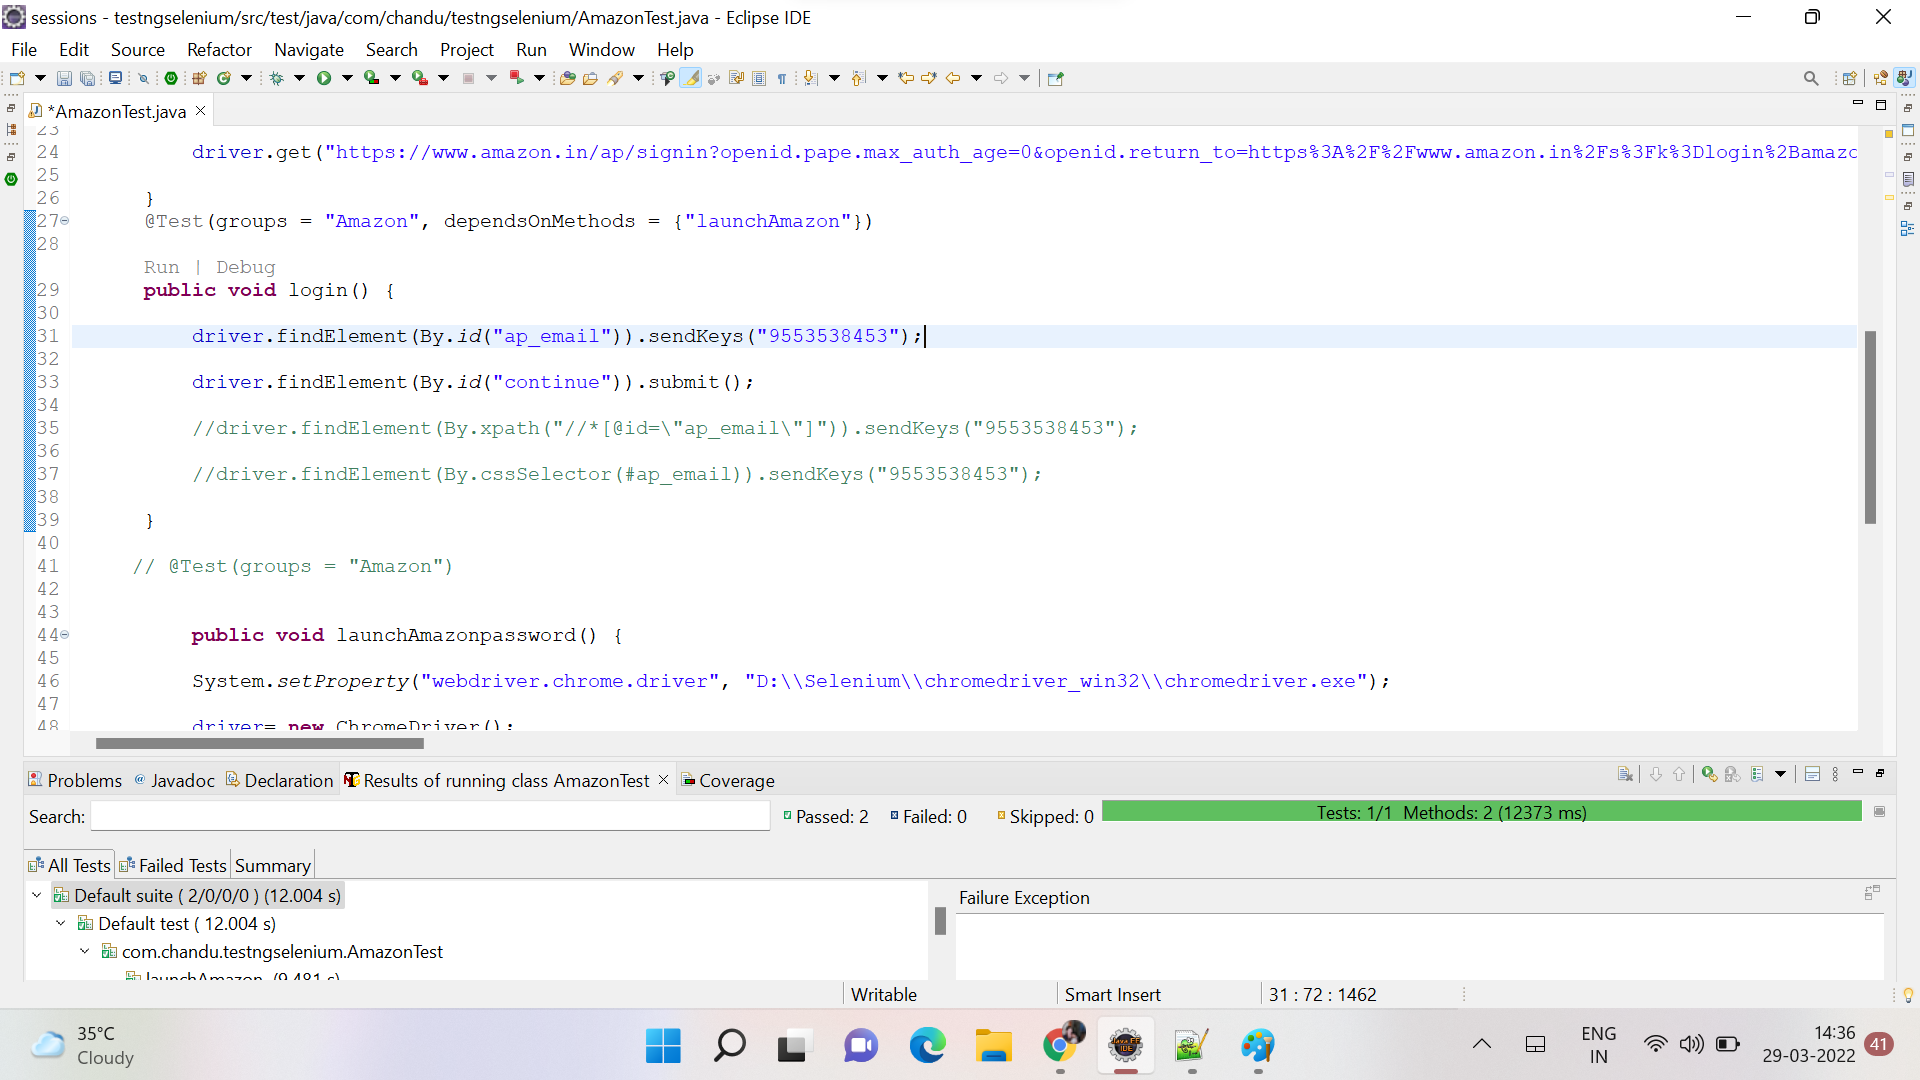 sessions - testngselenium/src/test/java/com/chandu/testngselenium/AmazonTest.java - Eclipse IDE
File Edit Source Refactor Navigate Search Project Run Window Help
*AmazonTest.java
23
24 driver.get("https://www.amazon.in/ap/signin?openid.pape.max_auth_age=0&openid.return_to=https%3A%2F%2Fwww.amazon.in%2Fs%3Fk%3Dlogin%2Bamazo
25
26 }
27 @Test(groups = "Amazon", dependsOnMethods = {"launchAmazon"})
28
Run | Debug
29 public void login() {
30
31 driver.findElement(By.id("ap_email")).sendKeys("9553538453");
32
33 driver.findElement(By.id("continue")).submit();
34
35 //driver.findElement(By.xpath("//*[@id=\"ap_email\"]")).sendKeys("9553538453");
36
37 //driver.findElement(By.cssSelector(#ap_email)).sendKeys("9553538453");
38
39 }
40
41 // @Test(groups = "Amazon")
42
43
44 public void launchAmazonpassword() {
45
46 System.setProperty("webdriver.chrome.driver", "D:\\Selenium\\chromedriver_win32\\chromedriver.exe");
47
48 driver= new ChromeDriver();
Problems Javadoc Declaration Results of running class AmazonTest Coverage
Search: Passed: 2 Failed: 0 Skipped: 0 Tests: 1/1 Methods: 2 (12373 ms)
All Tests Failed Tests Summary
Default suite ( 2/0/0/0 ) (12.004 s)
Failure Exception
Default test ( 12.004 s)
com.chandu.testngselenium.AmazonTest
launchAmazon (9.481 s)
Writable Smart Insert 31 : 72 : 1462
35°C
Cloudy
ENG
IN
14:36
29-03-2022
41